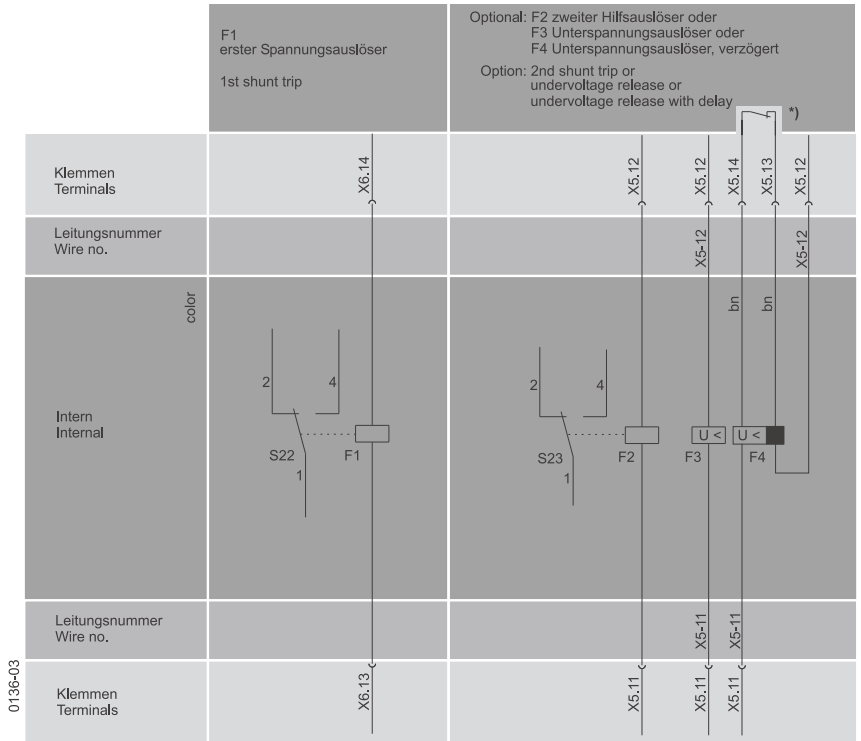 F1
erster Spannungsauslöser
1st shunt trip
Optional: F2 zweiter Hilfsauslöser oder
F3 Unterspannungsauslöser oder
F4 Unterspannungsauslöser, verzögert
Option: 2nd shunt trip or
undervoltage release or
undervoltage release with delay
*)
Klemmen
Terminals
X6.14
X5.12
X5.12
X5.14
X5.13
X5.12
Leitungsnummer
Wire no.
X5-12
X5-12
color
bn
bn
Intern
Internal
2
4
S22
F1
1
2
4
S23
F2
1
U <
F3
U <
F4
Leitungsnummer
Wire no.
X5-11
X5-11
Klemmen
Terminals
X6.13
X5.11
X5.11
X5.11
0136-03